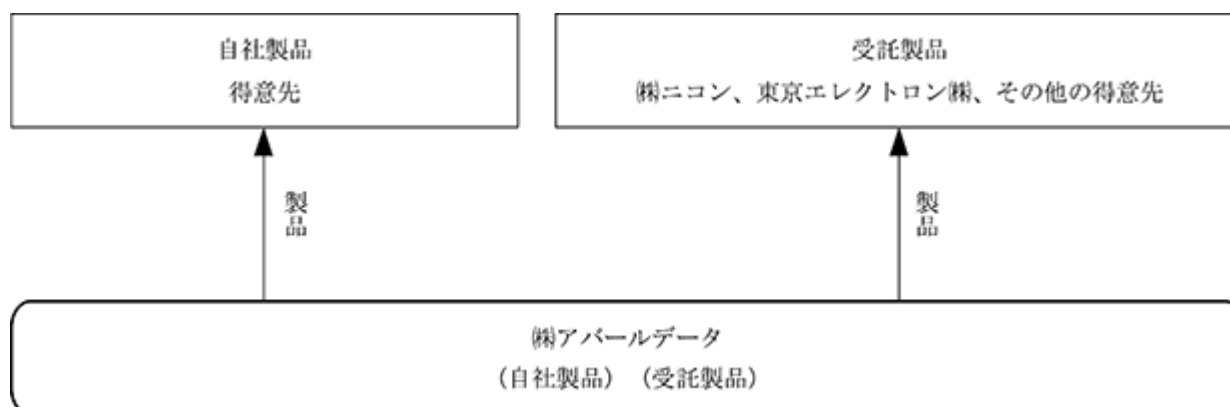 自社製品
得意先
受託製品
㈱ニコン、東京エレクトロン㈱、その他の得意先
製品
製品
㈱アバールデータ
（自社製品）（受託製品）